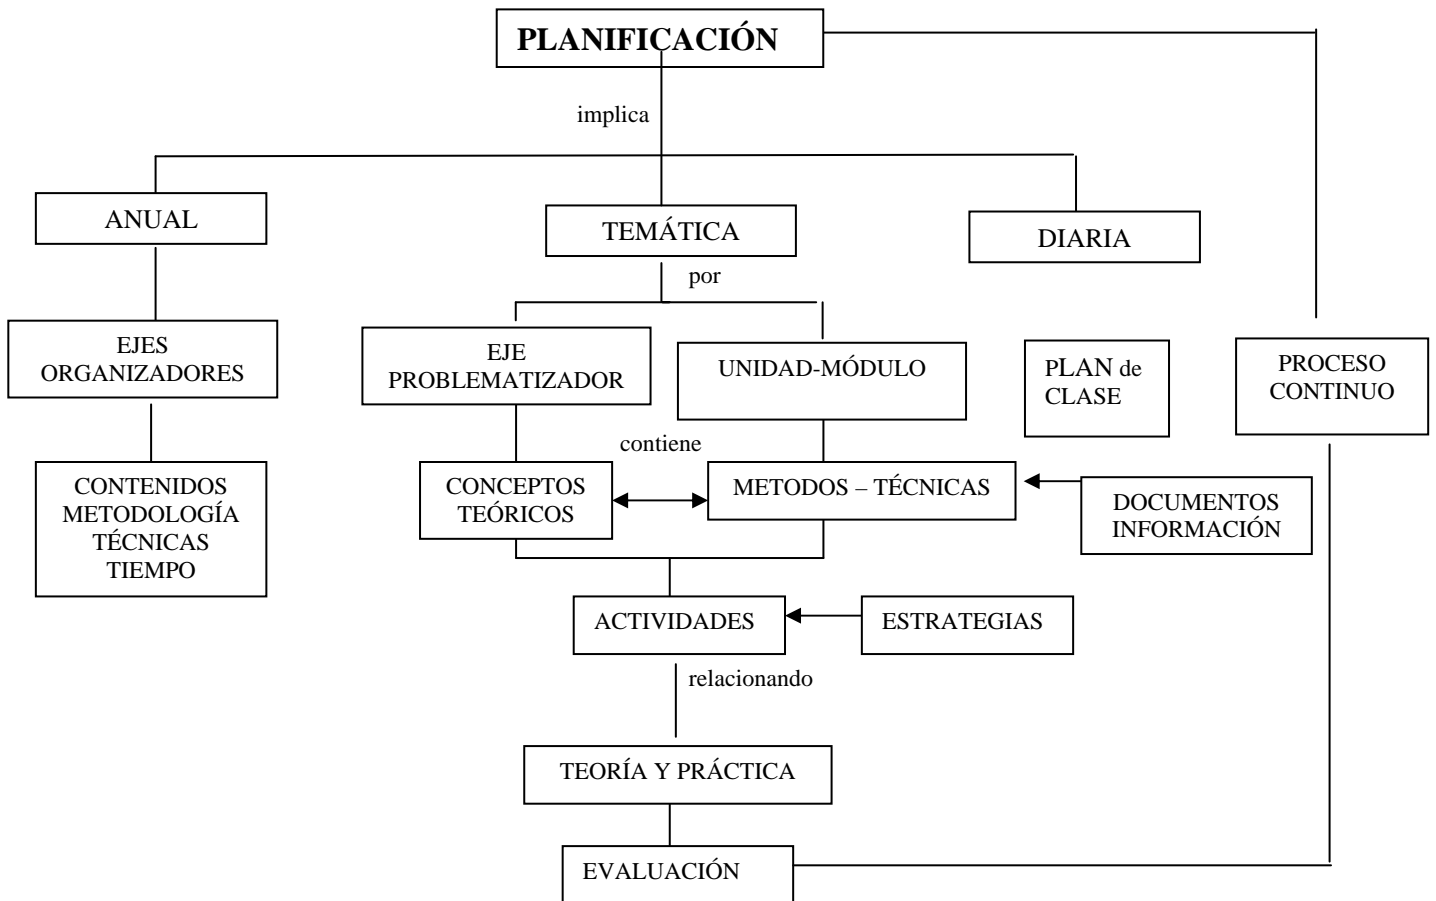 PLANIFICACIÓN
implica
ANUAL
TEMÁTICA
DIARIA
por
EJES
ORGANIZADORES
EJE
PROBLEMATIZADOR
UNIDAD-MÓDULO
PLAN de
CLASE
PROCESO
CONTINUO
contiene
CONTENIDOS
METODOLOGÍA
TÉCNICAS
TIEMPO
CONCEPTOS
TEÓRICOS
METODOS – TÉCNICAS
DOCUMENTOS
INFORMACIÓN
ACTIVIDADES
ESTRATEGIAS
relacionando
TEORÍA Y PRÁCTICA
EVALUACIÓN